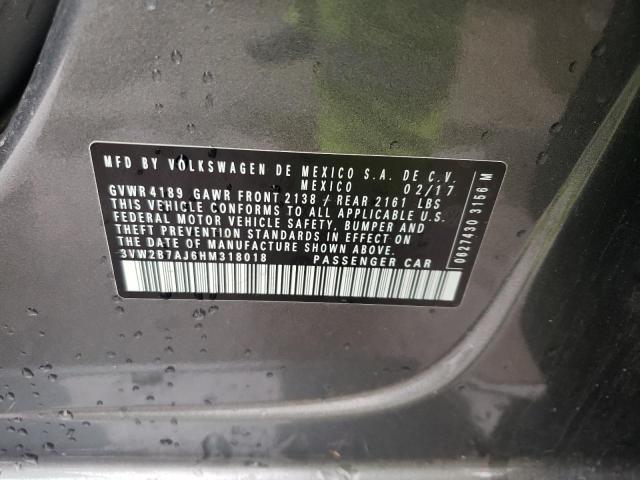 MFD BY VOLKSWAGEN DE MEXICO S.A. DE C.V.
MEXICO 02/17
GVWR 4189 GAWR FRONT 2138 / REAR 2161 LBS
THIS VEHICLE CONFORMS TO ALL APPLICABLE U.S.
FEDERAL MOTOR VEHICLE SAFETY, BUMPER AND
THEFT PREVENTION STANDARDS IN EFFECT ON
THE DATE OF MANUFACTURE SHOWN ABOVE.
3VW2B7AJ6HM318018 PASSENGER CAR
0627430 3156 M